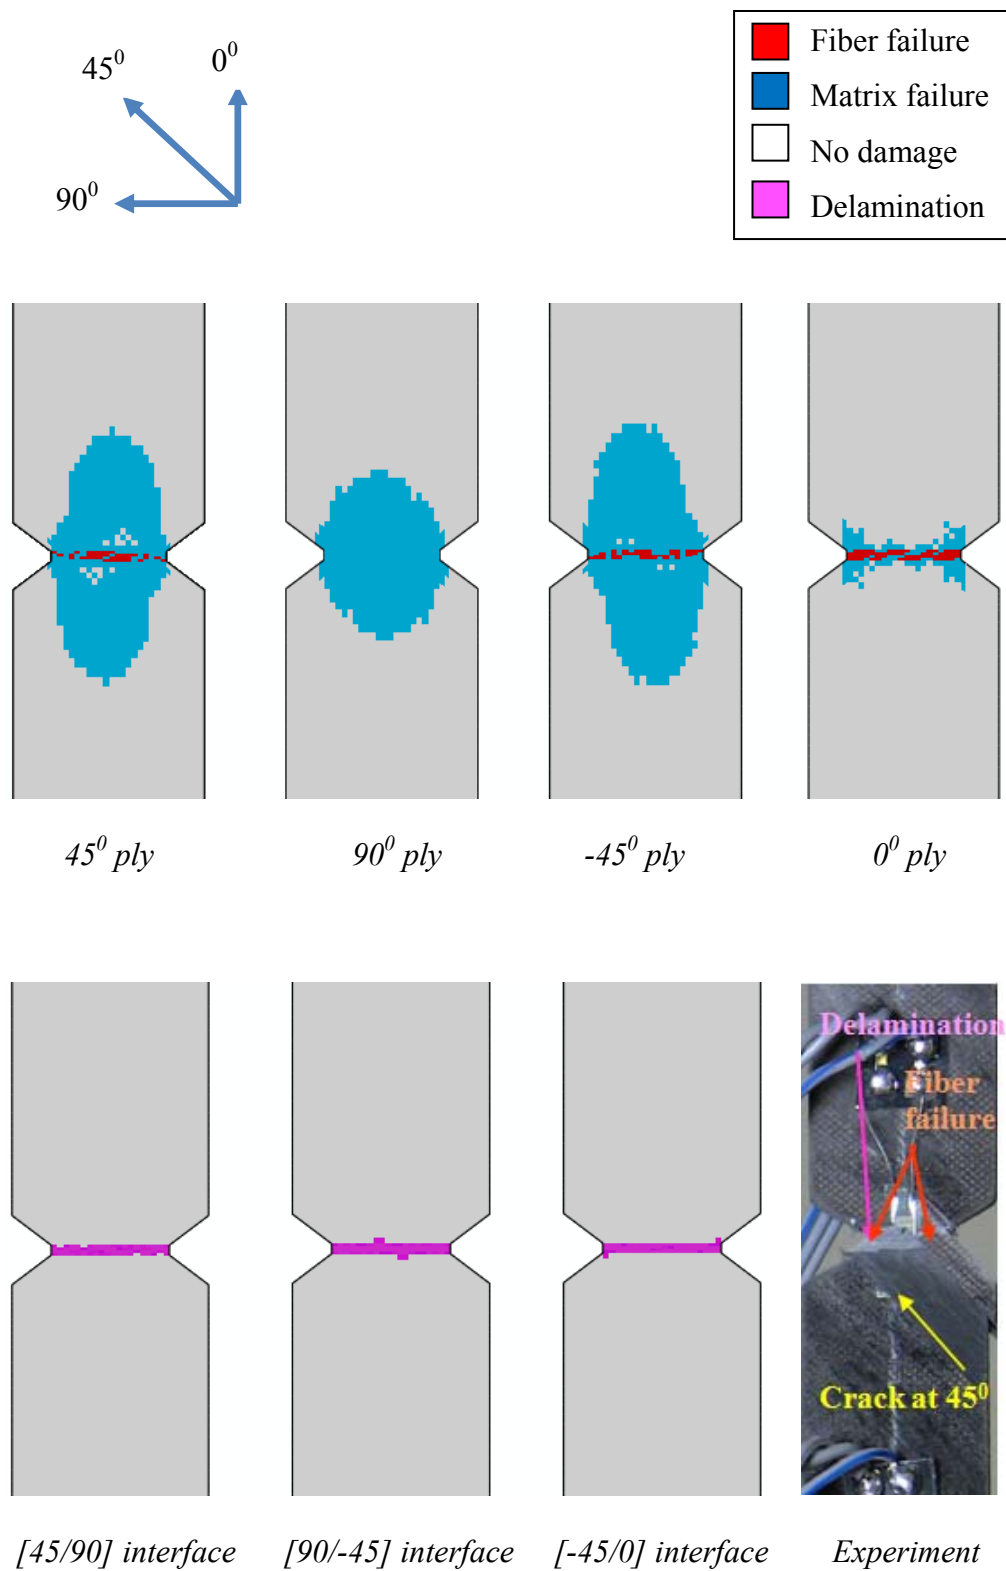 45⁰
0⁰
90⁰
Fiber failure
Matrix failure
No damage
Delamination
45⁰ ply
90⁰ ply
-45⁰ ply
0⁰ ply
Delamination
Fiber
failure
Crack at 45⁰
[45/90] interface
[90/-45] interface
[-45/0] interface
Experiment